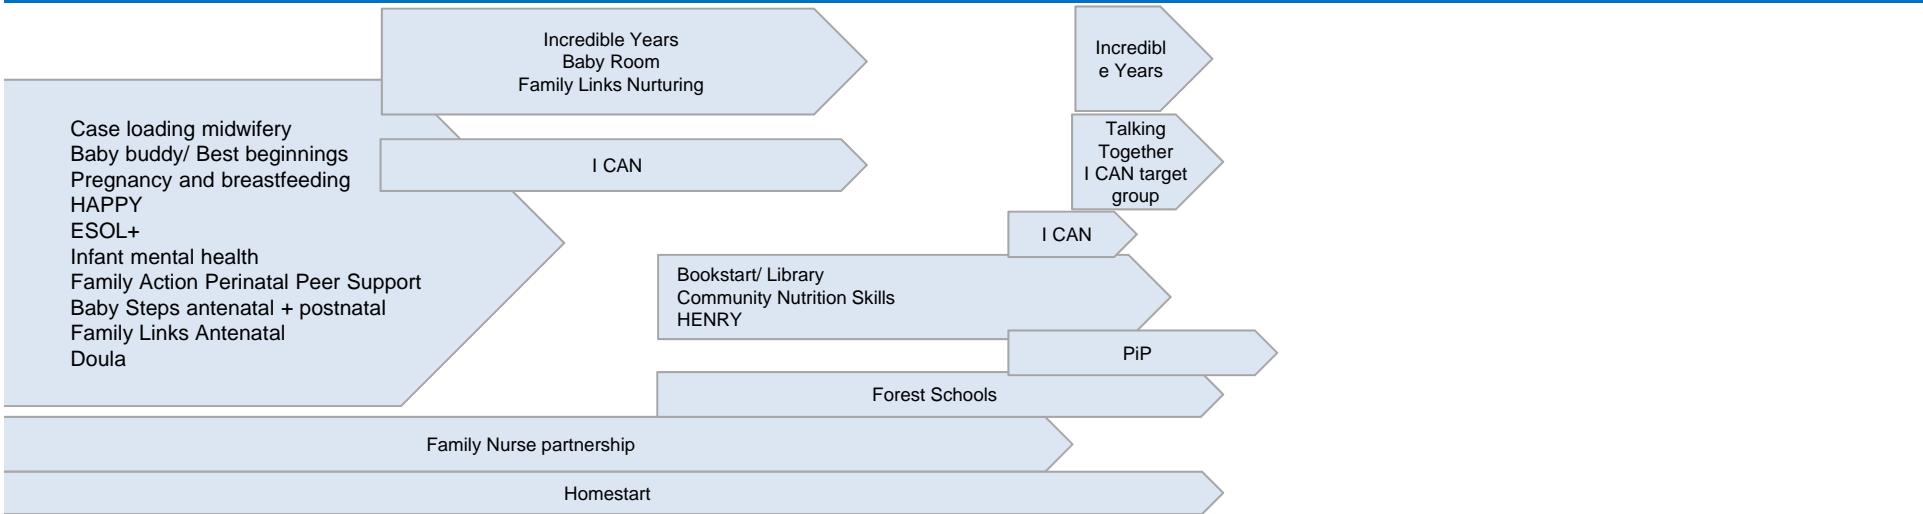 Incredible Years
Baby Room
Family Links Nurturing
Incredibl
e Years
Case loading midwifery
Baby buddy/ Best beginnings
Pregnancy and breastfeeding
HAPPY
ESOL+
Infant mental health
Family Action Perinatal Peer Support
Baby Steps antenatal + postnatal
Family Links Antenatal
Doula
I CAN
Talking
Together
I CAN target
group
I CAN
Bookstart/ Library
Community Nutrition Skills
HENRY
PiP
Forest Schools
Family Nurse partnership
Homestart